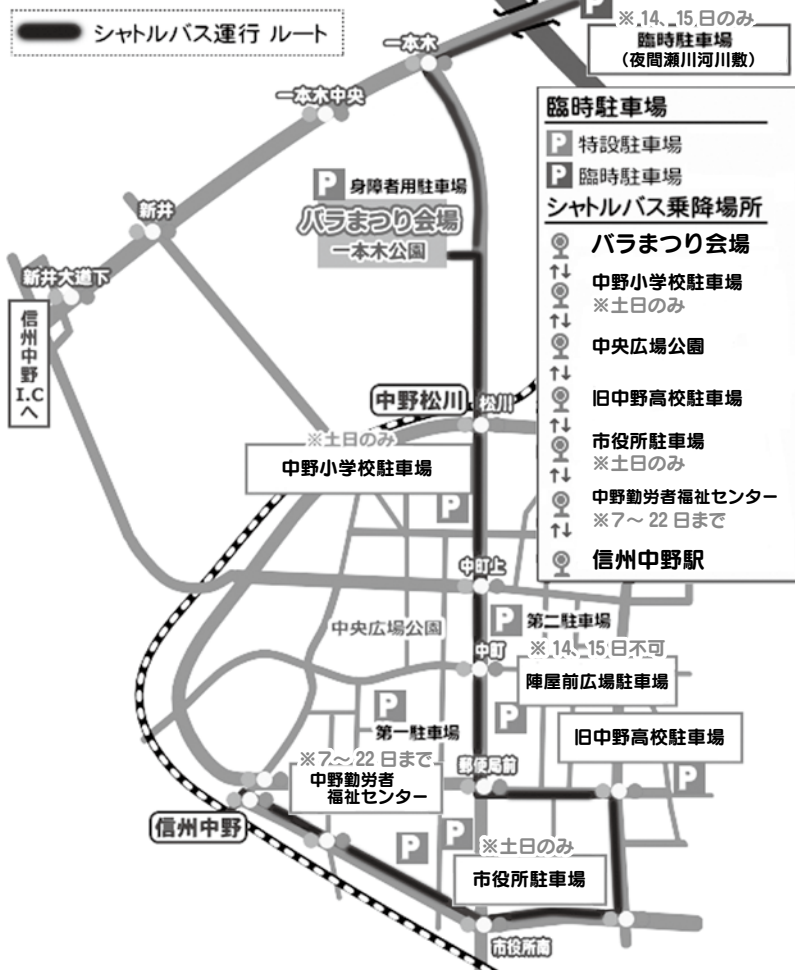 シャトルバス運行 ルート
※14、15日のみ
臨時駐車場
（夜間瀬川河川敷）
P
一本木
一本木中央
臨時駐車場
P 特設駐車場
P 臨時駐車場
シャトルバス乗降場所
バラまつり会場
↑↓
中野小学校駐車場
※土日のみ
↑↓
中央広場公園
↑↓
旧中野高校駐車場
↑↓
市役所駐車場
※土日のみ
↑↓
中野勤労者福祉センター
※7～22日まで
↑↓
信州中野駅
P 身障者用駐車場
バラまつり会場
一本木公園
新井
新井大道下
信州中野I.Cへ
中野松川
松川
※土日のみ
中野小学校駐車場
P
中町上
中央広場公園
P 第二駐車場
※14、15日不可
中町
陣屋前広場駐車場
P
P
第一駐車場
旧中野高校駐車場
P
※7～22日まで
中野勤労者
福祉センター
郵便局前
信州中野
P
P
※土日のみ
市役所駐車場
市役所南